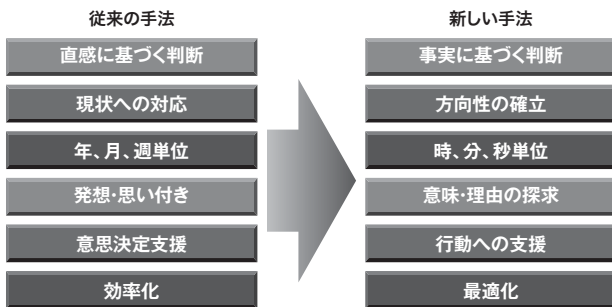 従来の手法
直感に基づく判断
現状への対応
年、月、週単位
発想・思い付き
意思決定支援
効率化
新しい手法
事実に基づく判断
方向性の確立
時、分、秒単位
意味・理由の探求
行動への支援
最適化